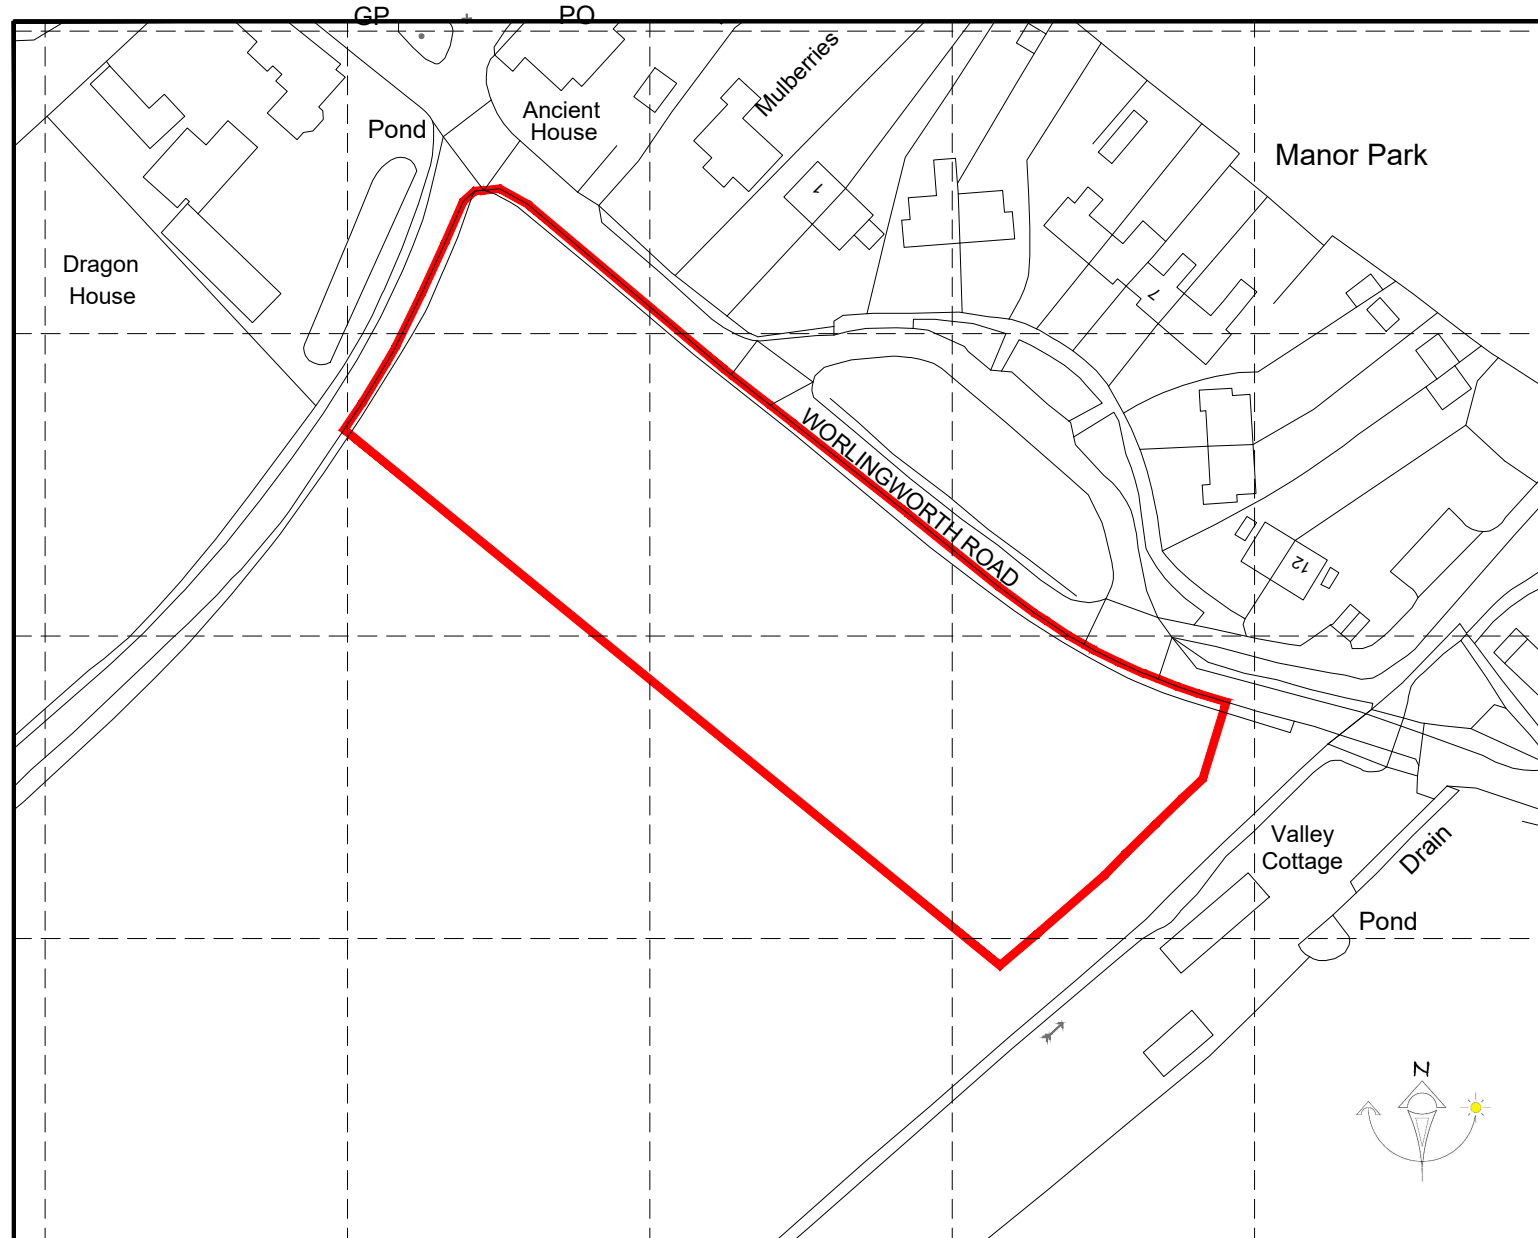 GP
PO
Mulberries
Ancient
House
Pond
Manor Park
1
Dragon
House
7
WORLINGWORTH ROAD
12
Valley
Cottage
Drain
Pond
N